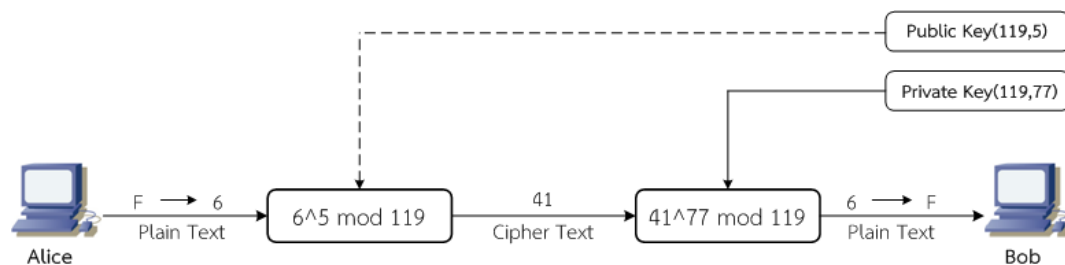 Public Key(119,5)
Private Key(119,77)
F → 6
6^5 mod 119
41
41^77 mod 119
6 → F
Plain Text
Cipher Text
Plain Text
Alice
Bob